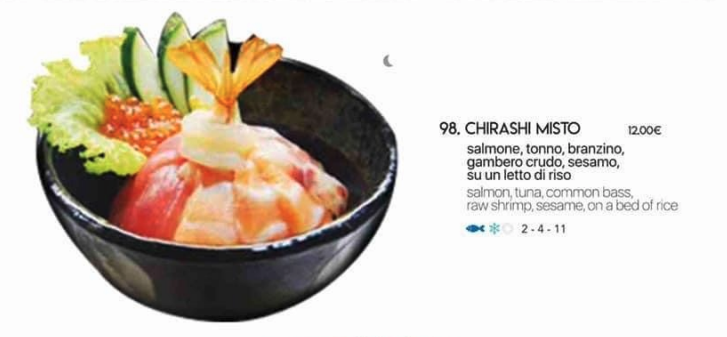 98. CHIRASHI MISTO 12.00€
salmone, tonno, branzino,
gambero crudo, sesamo,
su un letto di riso
salmon, tuna, common bass,
raw shrimp, sesame, on a bed of rice
2 - 4 - 11